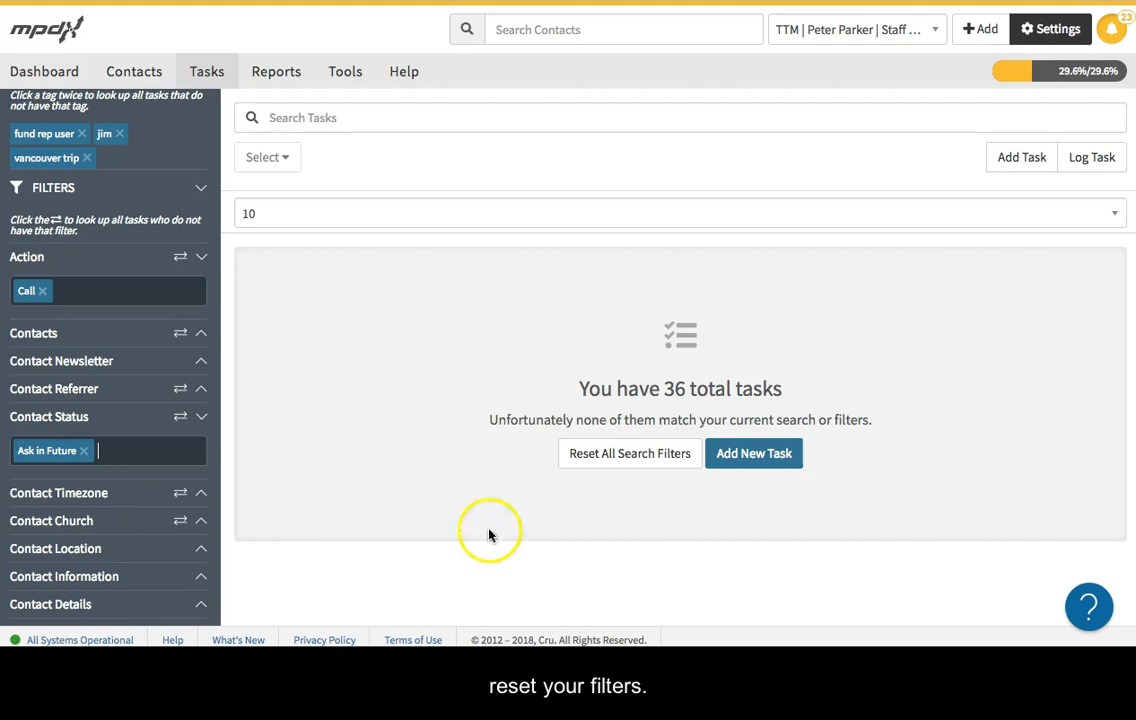 mpdx
Search Contacts
TTM | Peter Parker | Staff ...
+ Add
Settings
23
Dashboard
Contacts
Tasks
Reports
Tools
Help
29.6%/29.6%
Click a tag twice to look up all tasks that do
not have that tag.
fund rep user
jim
vancouver trip
FILTERS
Click the ⇄ to look up all tasks who do not
have that filter.
Action
Call
Contacts
Contact Newsletter
Contact Referrer
Contact Status
Ask in Future
Contact Timezone
Contact Church
Contact Location
Contact Information
Contact Details
Search Tasks
Select
Add Task
Log Task
10
You have 36 total tasks
Unfortunately none of them match your current search or filters.
Reset All Search Filters
Add New Task
?
All Systems Operational
Help
What's New
Privacy Policy
Terms of Use
© 2012 – 2018, Cru. All Rights Reserved.
reset your filters.